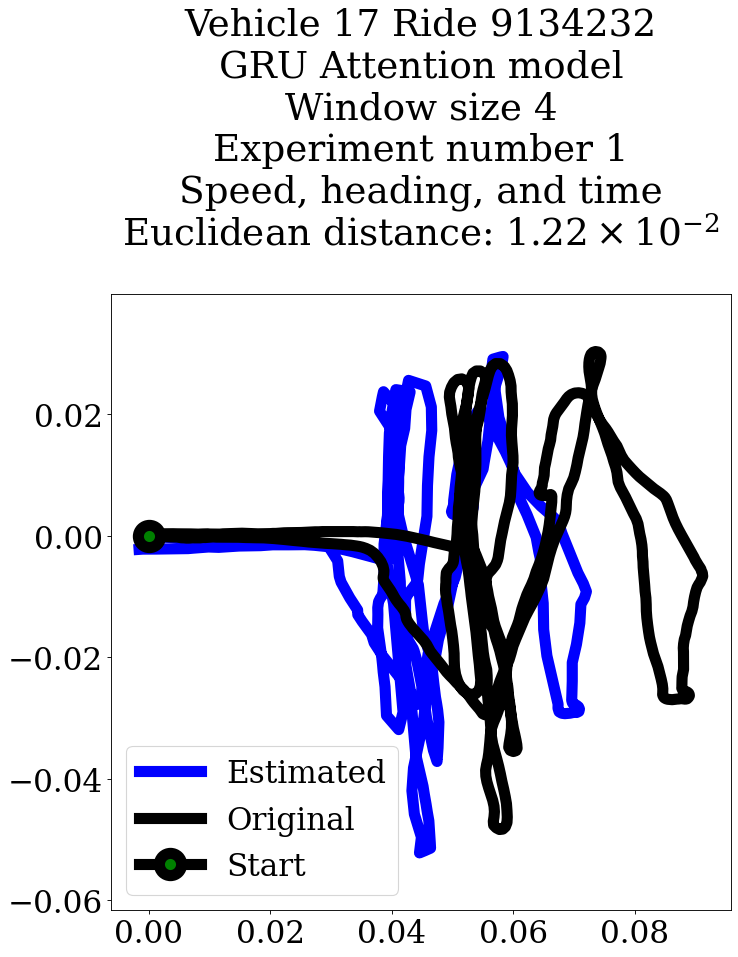 Vehicle 17 Ride 9134232
GRU Attention model
Window size 4
Experiment number 1
Speed, heading, and time
Euclidean distance: 1.22 × 10⁻²
0.02
0.00
−0.02
−0.04
−0.06
Estimated
Original
Start
0.00 0.02 0.04 0.06 0.08